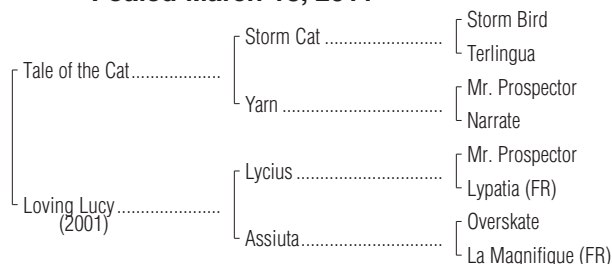 Foaled March 18, 2011
Storm Bird
Storm Cat
Terlingua
Tale of the Cat
Mr. Prospector
Yarn
Narrate
Mr. Prospector
Lycius
Lypatia (FR)
Loving Lucy
(2001)
Overskate
Assiuta
La Magnifique (FR)